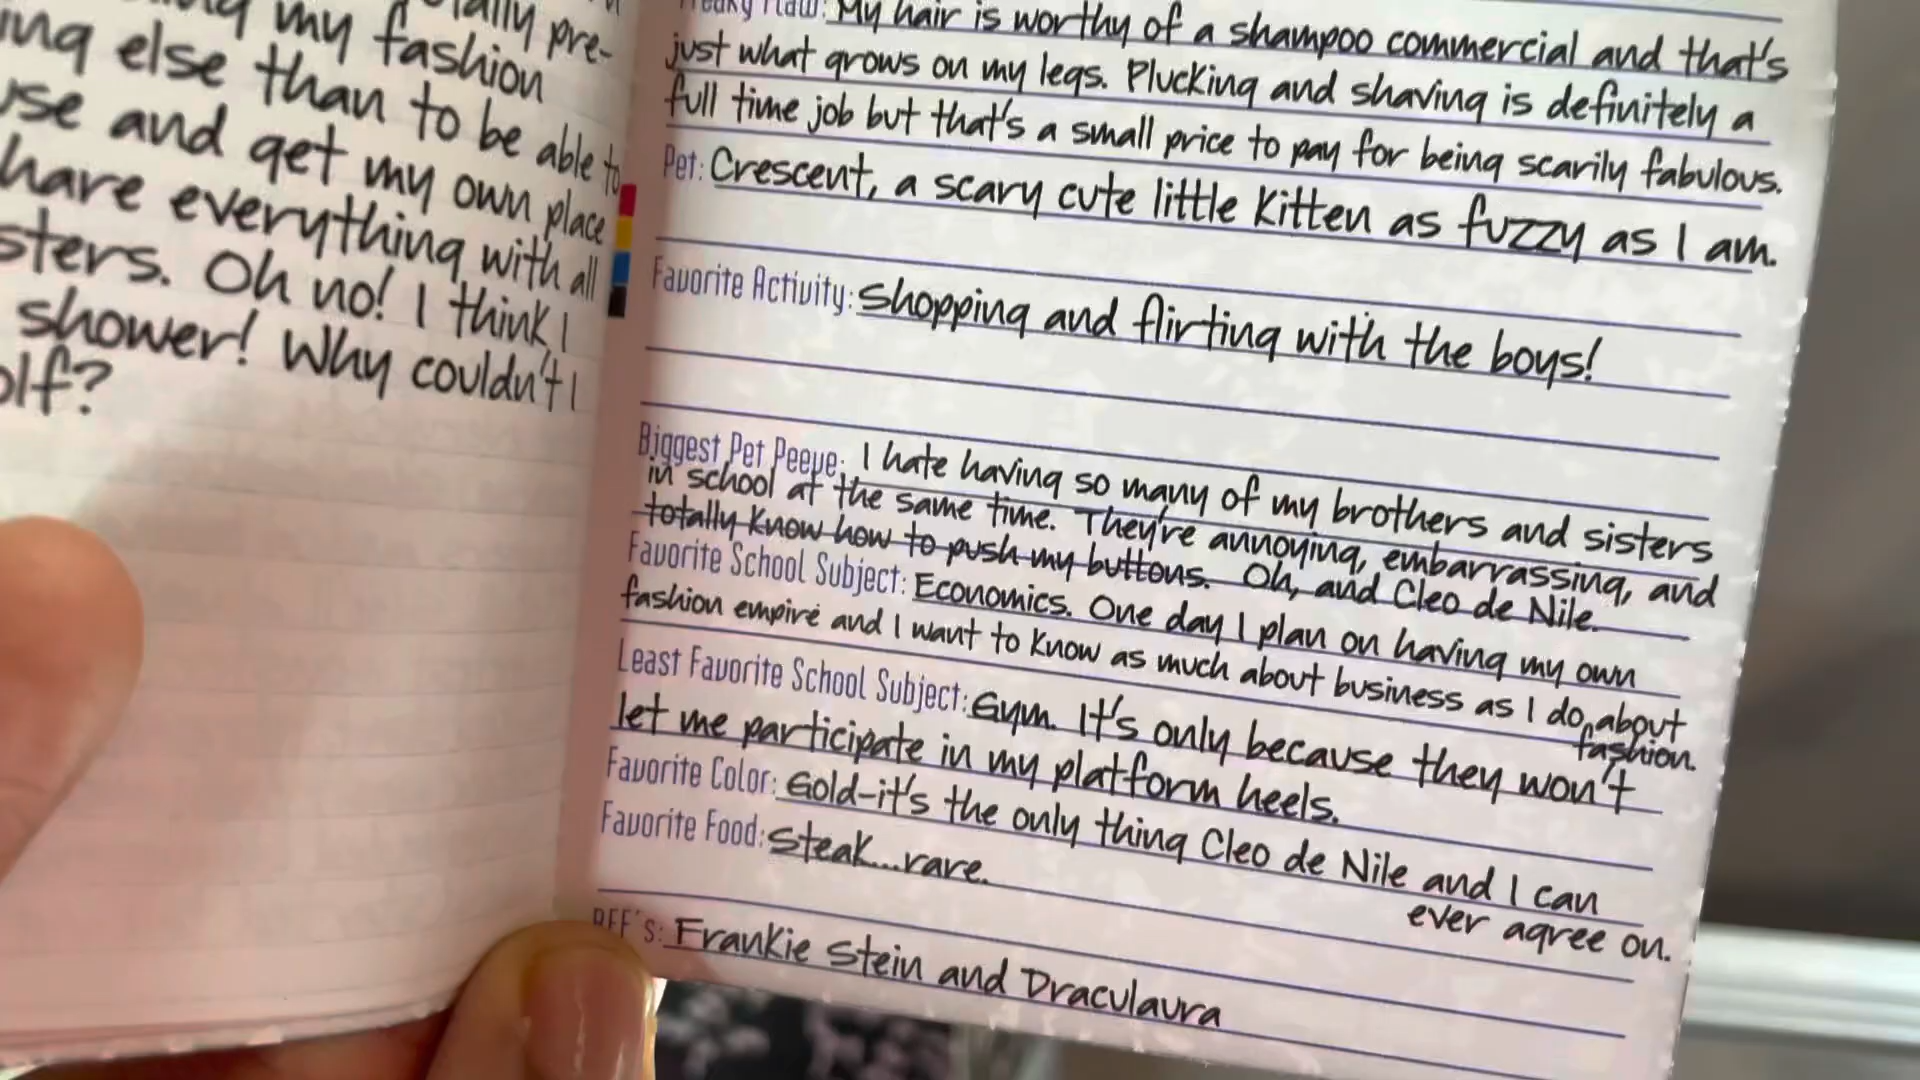 ally pre-
my fashion
ing else than to be able to
use and get my own place
hare everything with all
sters. Oh no! I think I
shower! Why couldn't I
olf?
Freaky Flaw: My hair is worthy of a shampoo commercial and that's
just what grows on my legs. Plucking and shaving is definitely a
full time job but that's a small price to pay for being scarily fabulous.
Pet: Crescent, a scary cute little kitten as fuzzy as I am.
Favorite Activity: Shopping and flirting with the boys!
Biggest Pet Peeve: I hate having so many of my brothers and sisters
in school at the same time. They're annoying, embarrassing, and
totally know how to push my buttons. Oh, and Cleo de Nile.
Favorite School Subject: Economics. One day I plan on having my own
fashion empire and I want to know as much about business as I do about
fashion.
Least Favorite School Subject: Gym. It's only because they won't
let me participate in my platform heels.
Favorite Color: Gold-it's the only thing Cleo de Nile and I can
ever agree on.
Favorite Food: Steak...rare.
BFF's: Frankie Stein and Draculaura